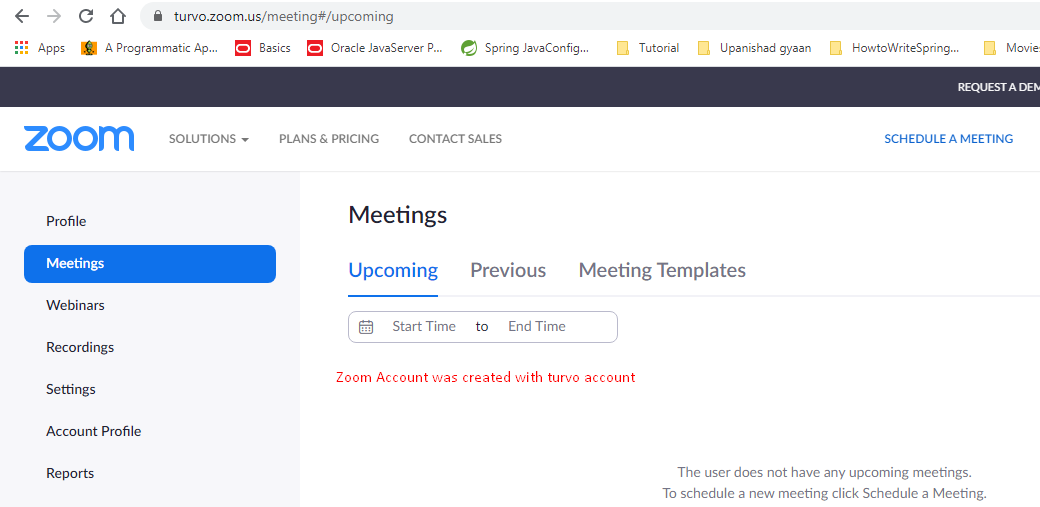 turvo.zoom.us/meeting#/upcoming
Apps A Programmatic Ap... Basics Oracle JavaServer P... Spring JavaConfig... Tutorial Upanishad gyaan HowtoWriteSpring... Movie
REQUEST A DEM
zoom SOLUTIONS PLANS & PRICING CONTACT SALES SCHEDULE A MEETING
Profile
Meetings
Webinars
Recordings
Settings
Account Profile
Reports
Meetings
Upcoming Previous Meeting Templates
Start Time to End Time
Zoom Account was created with turvo account
The user does not have any upcoming meetings.
To schedule a new meeting click Schedule a Meeting.